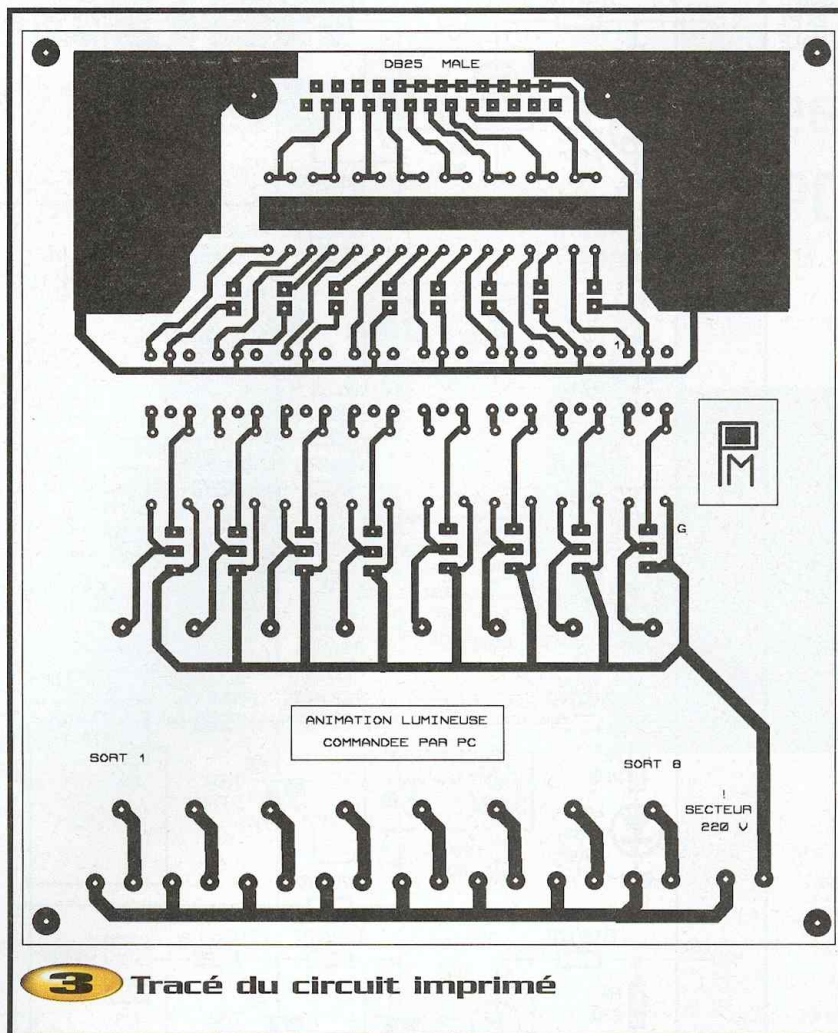 DB25 MALE
1
PM
G
ANIMATION LUMINEUSE
COMMANDEE PAR PC
SORT 1
SORT 8
!
SECTEUR
220 V
3 Tracé du circuit imprimé